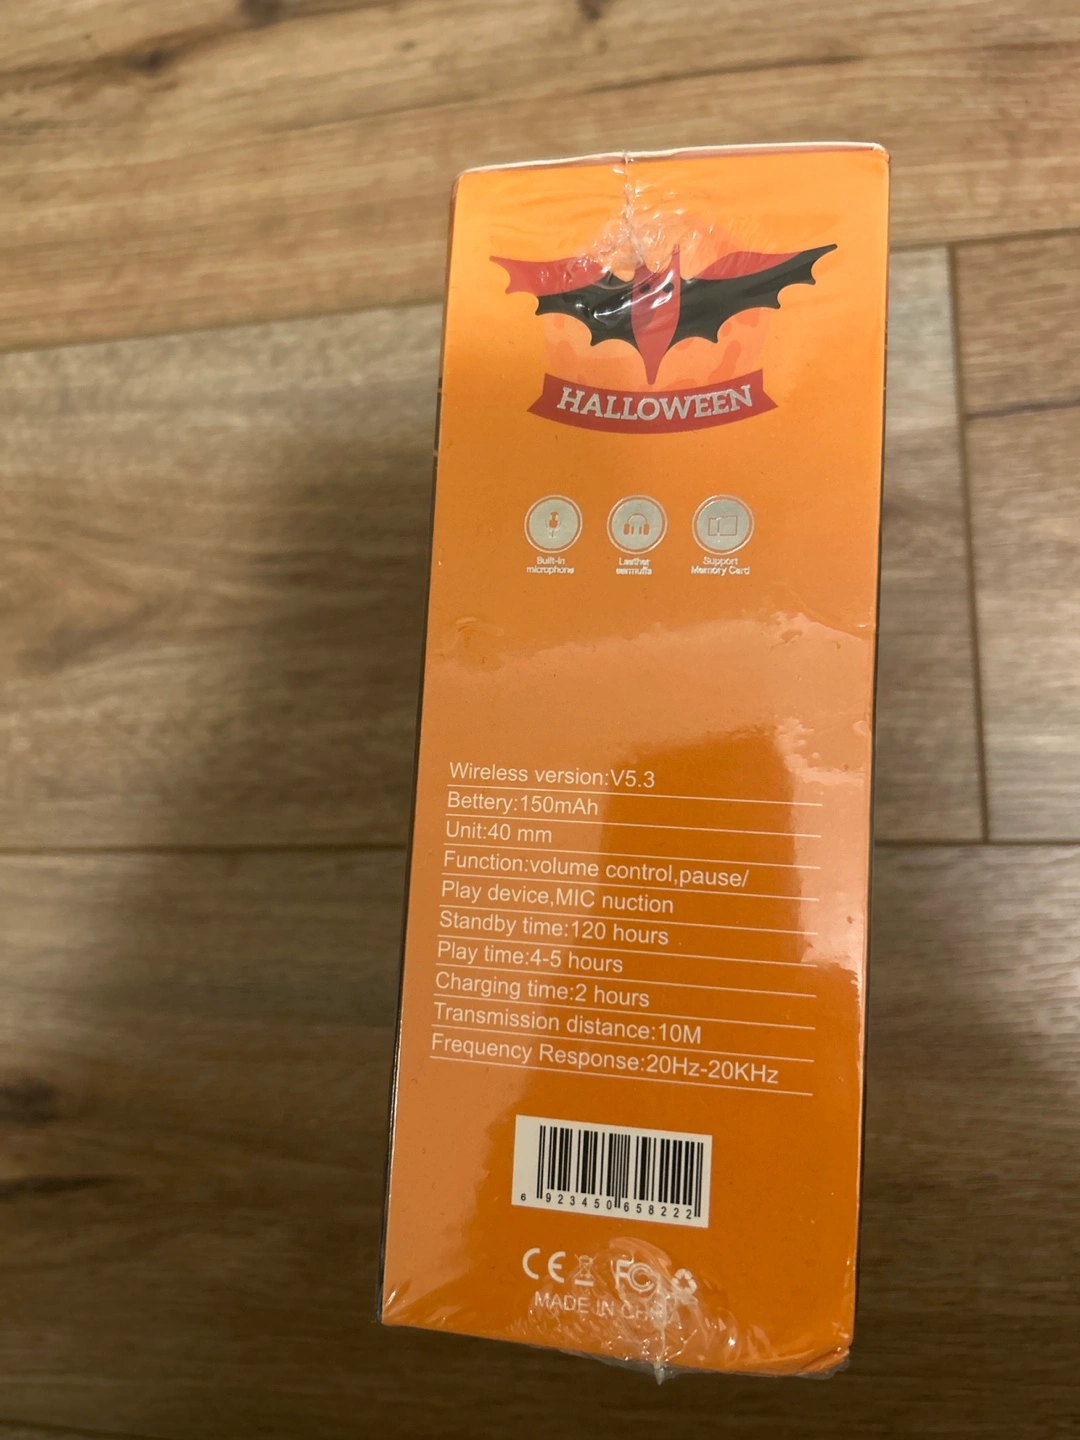 HALLOWEEN
Built-in
microphone
Leather
earmuffs
Support
Memory Card
Wireless version:V5.3
Bettery:150mAh
Unit:40 mm
Function:volume control,pause/
Play device,MIC nuction
Standby time:120 hours
Play time:4-5 hours
Charging time:2 hours
Transmission distance:10M
Frequency Response:20Hz-20KHz
6 923450 658222
CE FC
MADE IN